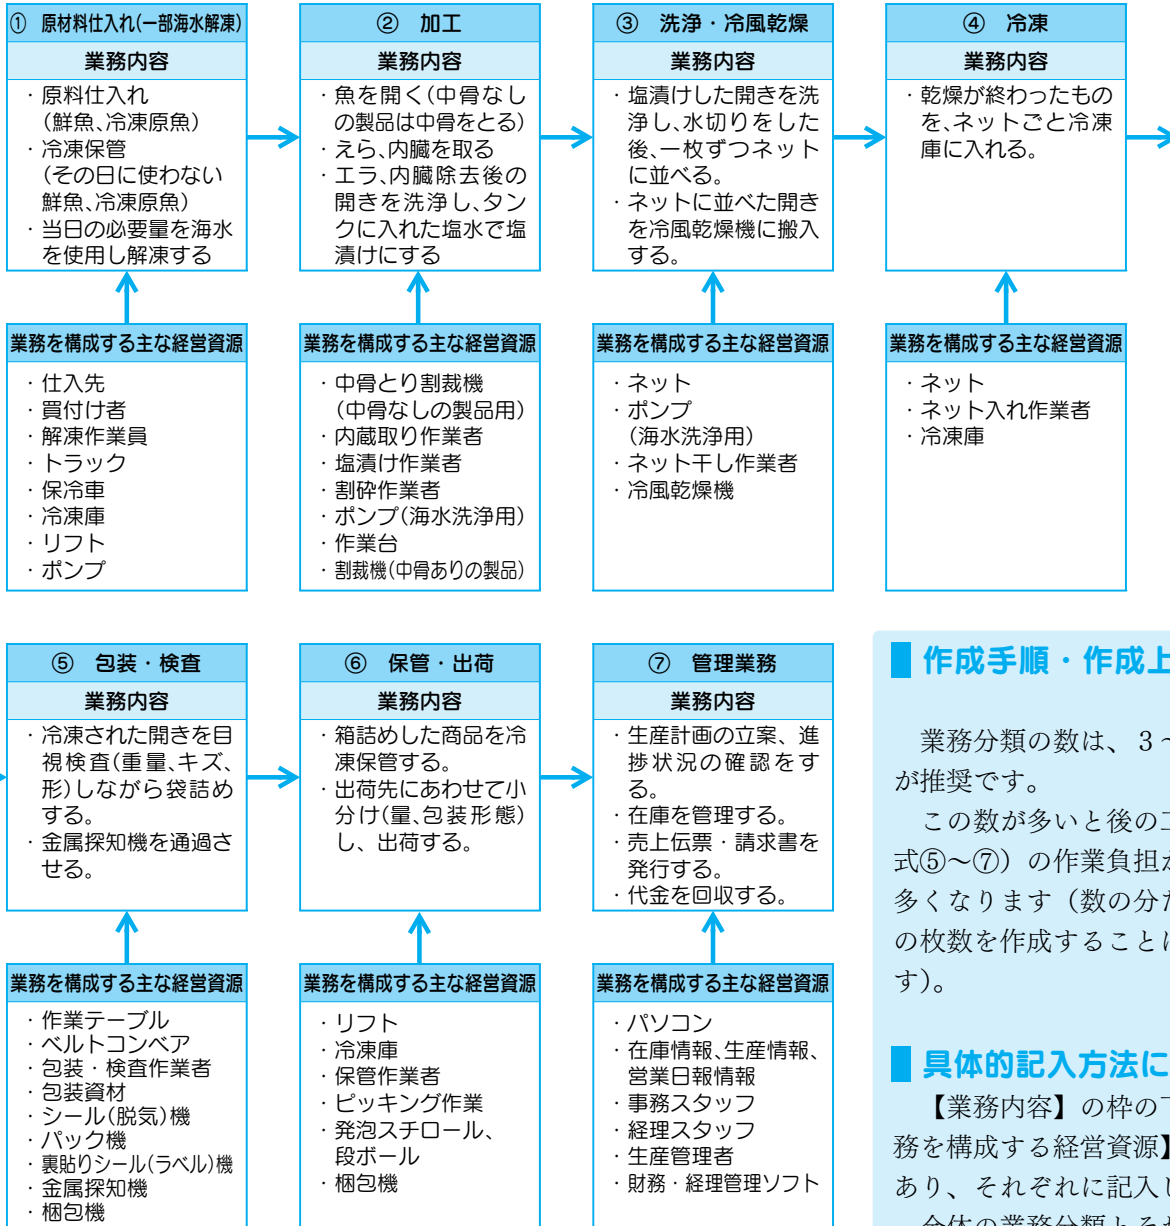 ① 原材料仕入れ(一部海水解凍)
業務内容
・原料仕入れ
(鮮魚、冷凍原魚)
・冷凍保管
(その日に使わない
鮮魚、冷凍原魚)
・当日の必要量を海水
を使用し解凍する
業務を構成する主な経営資源
・仕入先
・買付け者
・解凍作業員
・トラック
・保冷車
・冷凍庫
・リフト
・ポンプ
② 加工
業務内容
・魚を開く(中骨なし
の製品は中骨をとる)
・えら、内臓を取る
・エラ、内臓除去後の
開きを洗浄し、タン
クに入れた塩水で塩
漬けにする
業務を構成する主な経営資源
・中骨とり割裁機
(中骨なしの製品用)
・内蔵取り作業者
・塩漬け作業者
・割砕作業者
・ポンプ(海水洗浄用)
・作業台
・割裁機(中骨ありの製品)
③ 洗浄・冷風乾燥
業務内容
・塩漬けした開きを洗
浄し、水切りをした
後、一枚ずつネット
に並べる。
・ネットに並べた開き
を冷風乾燥機に搬入
する。
業務を構成する主な経営資源
・ネット
・ポンプ
(海水洗浄用)
・ネット干し作業者
・冷風乾燥機
④ 冷凍
業務内容
・乾燥が終わったもの
を、ネットごと冷凍
庫に入れる。
業務を構成する主な経営資源
・ネット
・ネット入れ作業者
・冷凍庫
⑤ 包装・検査
業務内容
・冷凍された開きを目
視検査(重量、キズ、
形)しながら袋詰め
する。
・金属探知機を通過さ
せる。
業務を構成する主な経営資源
・作業テーブル
・ベルトコンベア
・包装・検査作業者
・包装資材
・シール(脱気)機
・パック機
・裏貼りシール(ラベル)機
・金属探知機
・梱包機
⑥ 保管・出荷
業務内容
・箱詰めした商品を冷
凍保管する。
・出荷先にあわせて小
分け(量、包装形態)
し、出荷する。
業務を構成する主な経営資源
・リフト
・冷凍庫
・保管作業者
・ピッキング作業
・発泡スチロール、
段ボール
・梱包機
⑦ 管理業務
業務内容
・生産計画の立案、進
捗状況の確認をす
る。
・在庫を管理する。
・売上伝票・請求書を
発行する。
・代金を回収する。
業務を構成する主な経営資源
・パソコン
・在庫情報、生産情報、
営業日報情報
・事務スタッフ
・経理スタッフ
・生産管理者
・財務・経理管理ソフト
作成手順・作成上
業務分類の数は、３〜
が推奨です。
この数が多いと後の工
式⑤〜⑦）の作業負担が
多くなります（数の分だ
の枚数を作成することに
す）。
具体的記入方法に
【業務内容】の枠の下
務を構成する経営資源】
あり、それぞれに記入し